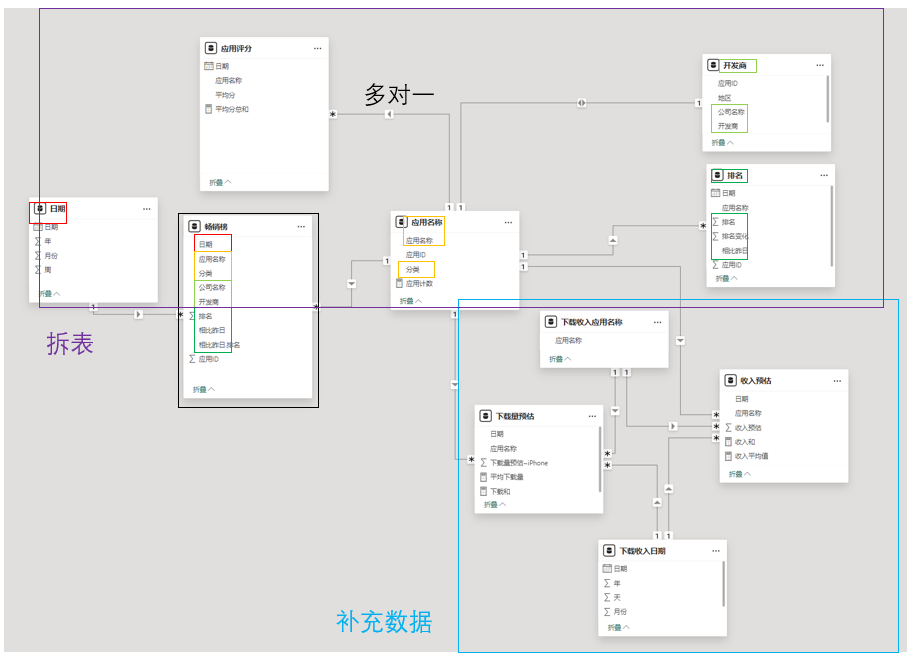 应用评分
日期
应用名称
平均分
平均分总和
折叠
多对一
开发商
应用ID
地区
公司名称
开发商
折叠
排名
日期
应用名称
排名
排名变化
相比昨日
应用ID
折叠
日期
日期
年
月份
周
折叠
畅销榜
日期
应用名称
分类
公司名称
开发商
排名
相比昨日
相比昨日排名
应用ID
折叠
应用名称
应用名称
应用ID
分类
应用计数
折叠
拆表
下载收入应用名称
应用名称
折叠
下载量预估
日期
应用名称
下载量预估-iPhone
平均下载量
下载和
折叠
收入预估
日期
应用名称
收入预估
收入和
收入平均值
折叠
下载收入日期
日期
年
天
月份
折叠
补充数据